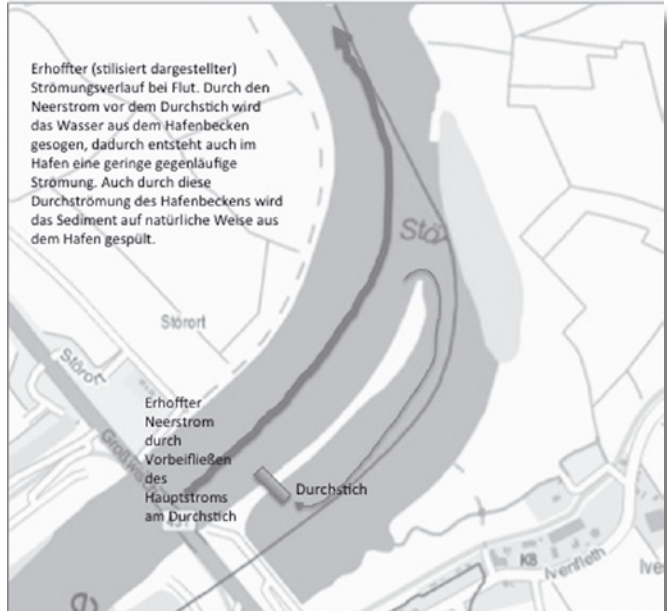 Erhoffter (stilisiert dargestellter)
Strömungsverlauf bei Flut. Durch den
Neerstrom vor dem Durchstich wird
das Wasser aus dem Hafenbecken
gesogen, dadurch entsteht auch im
Hafen eine geringe gegenläufige
Strömung. Auch durch diese
Durchströmung des Hafenbeckens wird
das Sediment auf natürliche Weise aus
dem Hafen gespült.
Stör
Störort
Störort
Erhoffter
Neerstrom
durch
Vorbeifließen
des
Hauptstroms
am Durchstich
Durchstich
431
K8
Ivenfleth
Ive